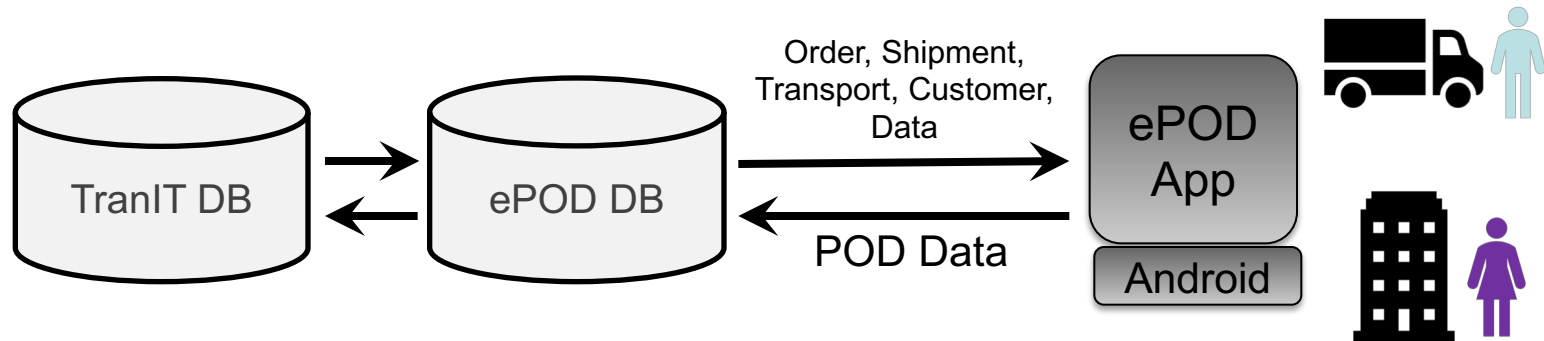 TranIT DB
ePOD DB
Order, Shipment,
Transport, Customer,
Data
POD Data
ePOD
App
Android